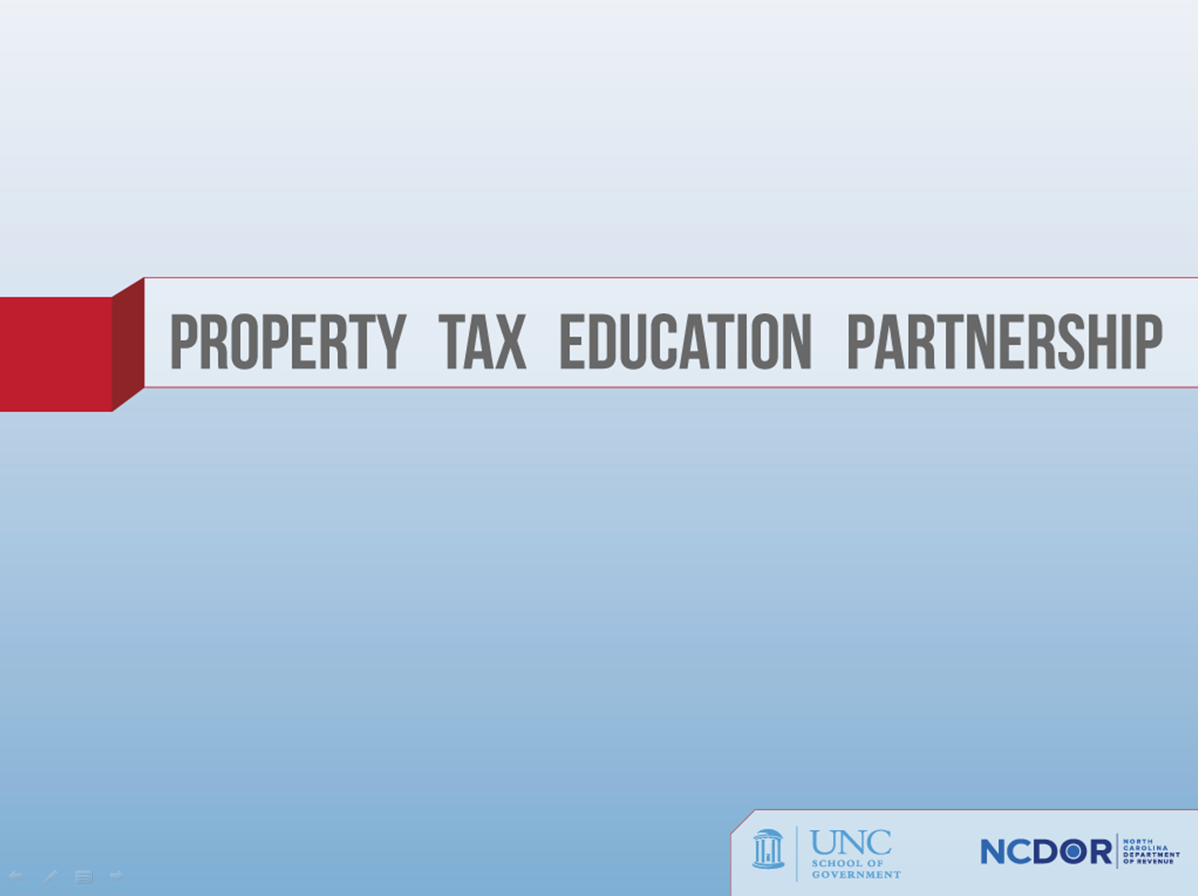 PROPERTY TAX EDUCATION PARTNERSHIP
UNC
SCHOOL OF
GOVERNMENT
NCDOR
NORTH
CAROLINA
DEPARTMENT
OF REVENUE